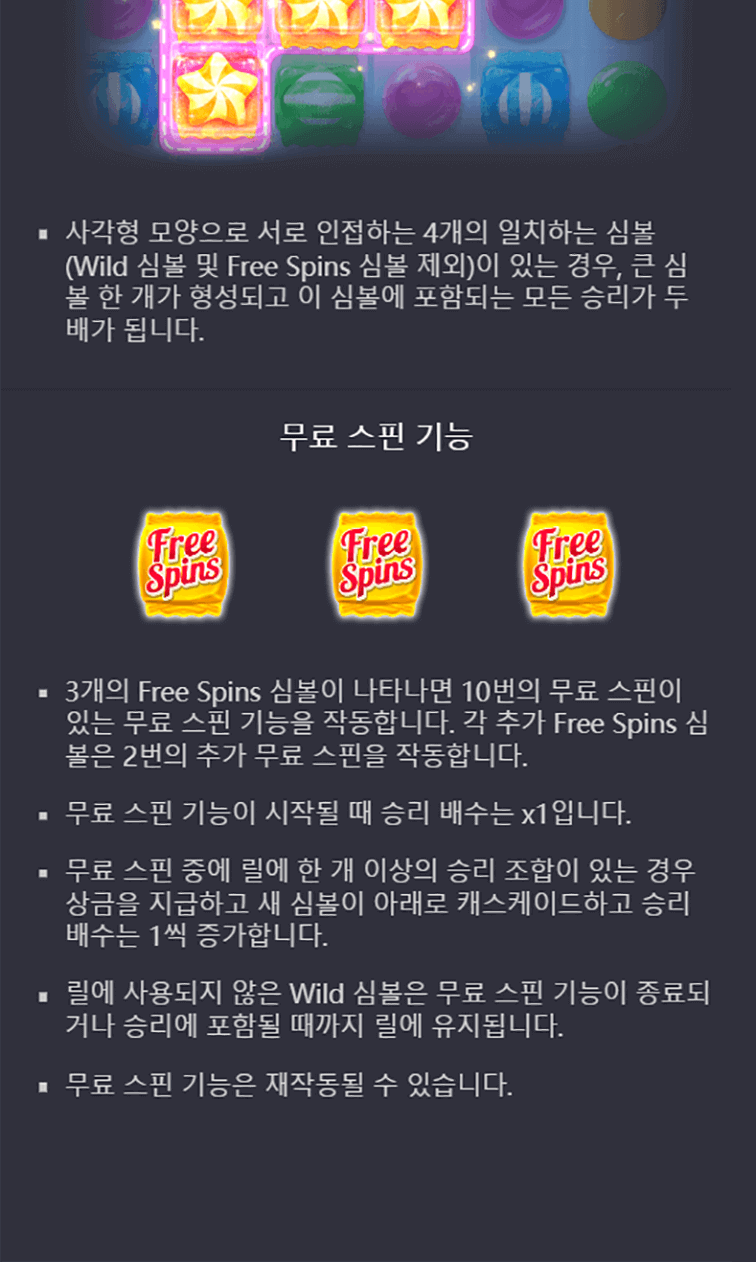 ▪ 사각형 모양으로 서로 인접하는 4개의 일치하는 심볼
(Wild 심볼 및 Free Spins 심볼 제외)이 있는 경우, 큰 심
볼 한 개가 형성되고 이 심볼에 포함되는 모든 승리가 두
배가 됩니다.
무료 스핀 기능
Free Spins Free Spins Free Spins
▪ 3개의 Free Spins 심볼이 나타나면 10번의 무료 스핀이
있는 무료 스핀 기능을 작동합니다. 각 추가 Free Spins 심
볼은 2번의 추가 무료 스핀을 작동합니다.
▪ 무료 스핀 기능이 시작될 때 승리 배수는 x1입니다.
▪ 무료 스핀 중에 릴에 한 개 이상의 승리 조합이 있는 경우
상금을 지급하고 새 심볼이 아래로 캐스케이드하고 승리
배수는 1씩 증가합니다.
▪ 릴에 사용되지 않은 Wild 심볼은 무료 스핀 기능이 종료되
거나 승리에 포함될 때까지 릴에 유지됩니다.
▪ 무료 스핀 기능은 재작동될 수 있습니다.